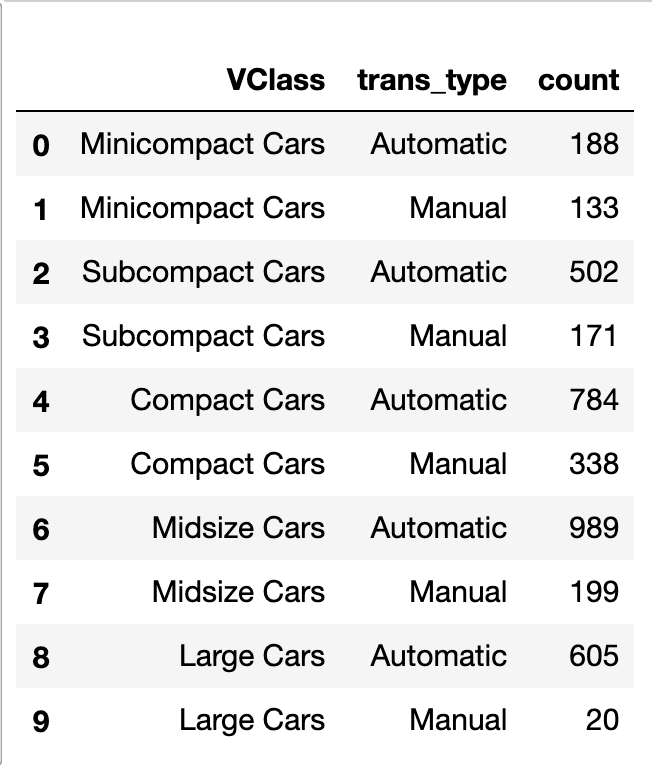 VClass trans_type count
0 Minicompact Cars Automatic 188
1 Minicompact Cars Manual 133
2 Subcompact Cars Automatic 502
3 Subcompact Cars Manual 171
4 Compact Cars Automatic 784
5 Compact Cars Manual 338
6 Midsize Cars Automatic 989
7 Midsize Cars Manual 199
8 Large Cars Automatic 605
9 Large Cars Manual 20